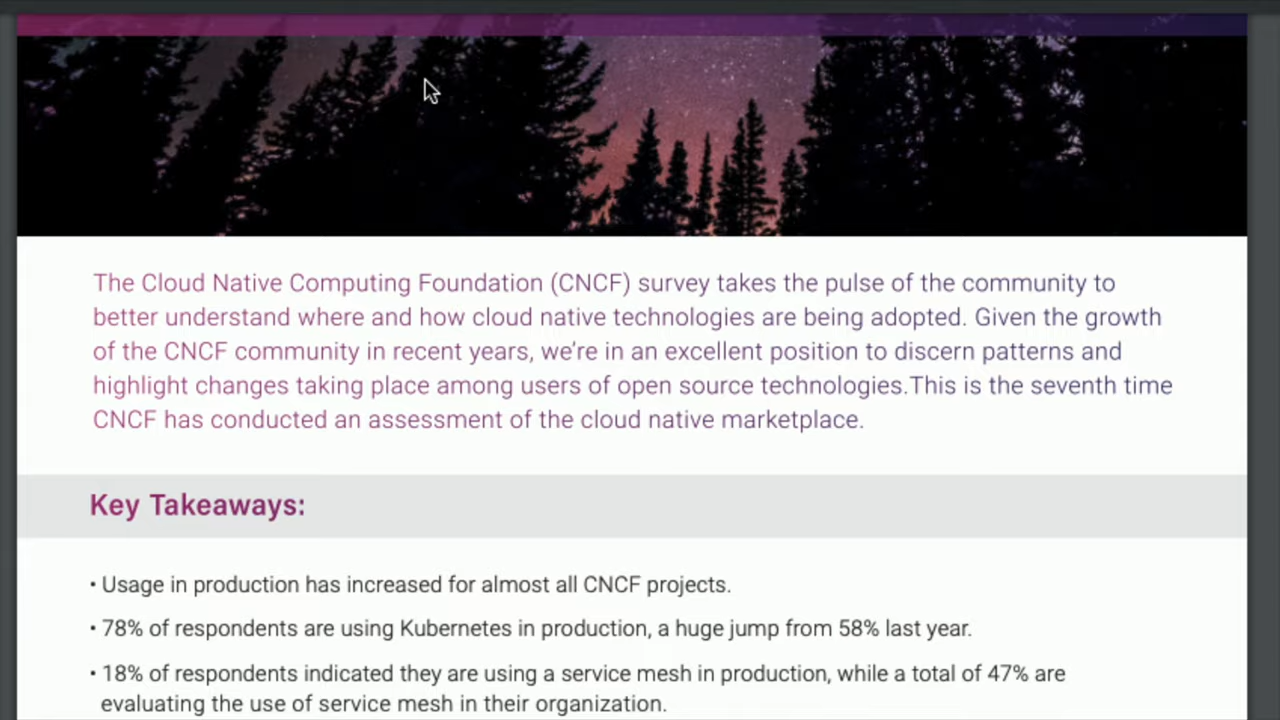 The Cloud Native Computing Foundation (CNCF) survey takes the pulse of the community to
better understand where and how cloud native technologies are being adopted. Given the growth
of the CNCF community in recent years, we’re in an excellent position to discern patterns and
highlight changes taking place among users of open source technologies.This is the seventh time
CNCF has conducted an assessment of the cloud native marketplace.
Key Takeaways:
• Usage in production has increased for almost all CNCF projects.
• 78% of respondents are using Kubernetes in production, a huge jump from 58% last year.
• 18% of respondents indicated they are using a service mesh in production, while a total of 47% are
evaluating the use of service mesh in their organization.